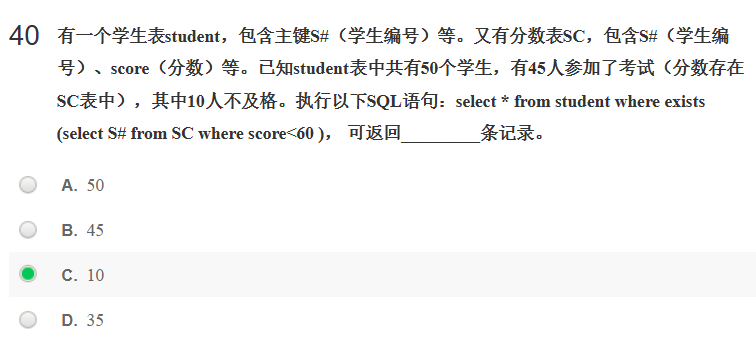 40 有一个学生表student，包含主键S#（学生编号）等。又有分数表SC，包含S#（学生编
号）、score（分数）等。已知student表中共有50个学生，有45人参加了考试（分数存在
SC表中），其中10人不及格。执行以下SQL语句：select * from student where exists
(select S# from SC where score<60 )， 可返回________条记录。
A. 50
B. 45
C. 10
D. 35